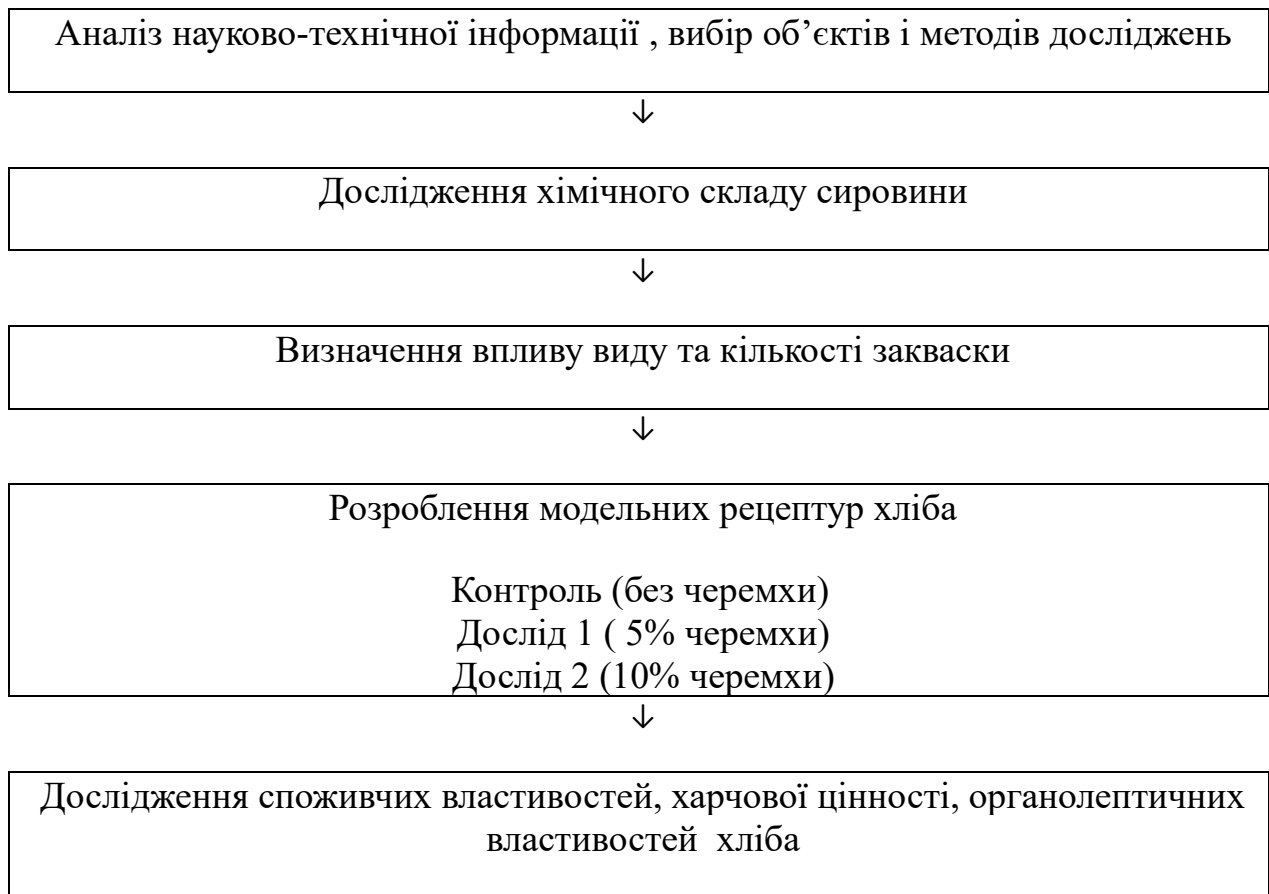 Аналіз науково-технічної інформації , вибір об’єктів і методів досліджень
↓
Дослідження хімічного складу сировини
↓
Визначення впливу виду та кількості закваски
↓
Розроблення модельних рецептур хліба
Контроль (без черемхи)
Дослід 1 ( 5% черемхи)
Дослід 2 (10% черемхи)
↓
Дослідження споживчих властивостей, харчової цінності, органолептичних
властивостей хліба